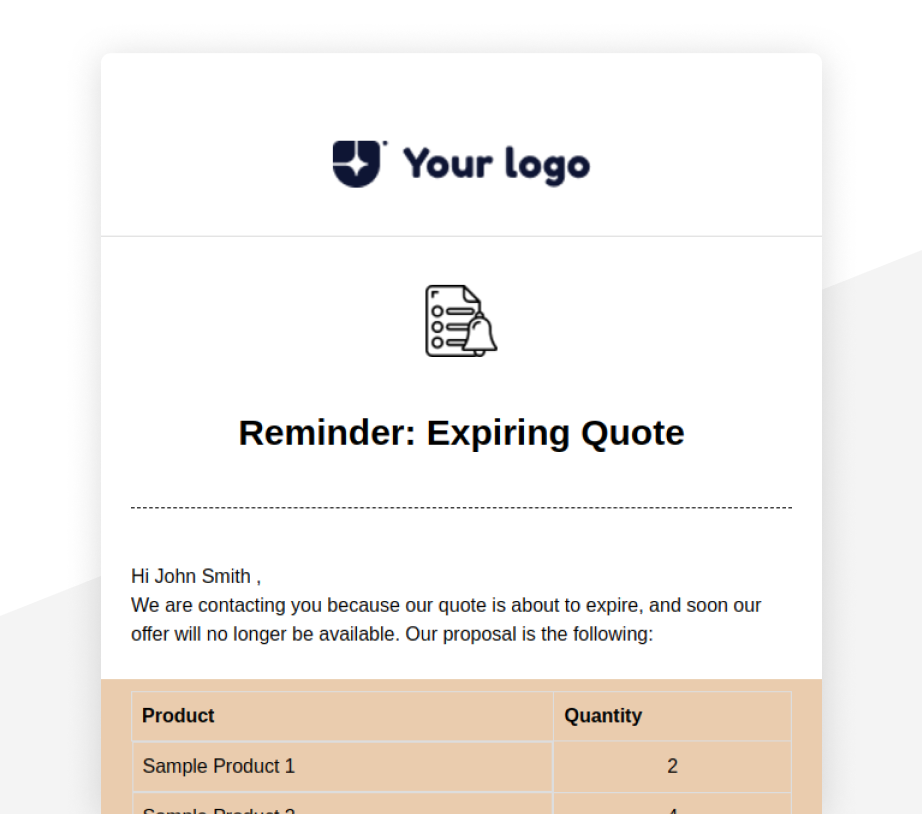 Your logo
Reminder: Expiring Quote
Hi John Smith ,
We are contacting you because our quote is about to expire, and soon our
offer will no longer be available. Our proposal is the following:
Product Quantity
Sample Product 1 2
Sample Product